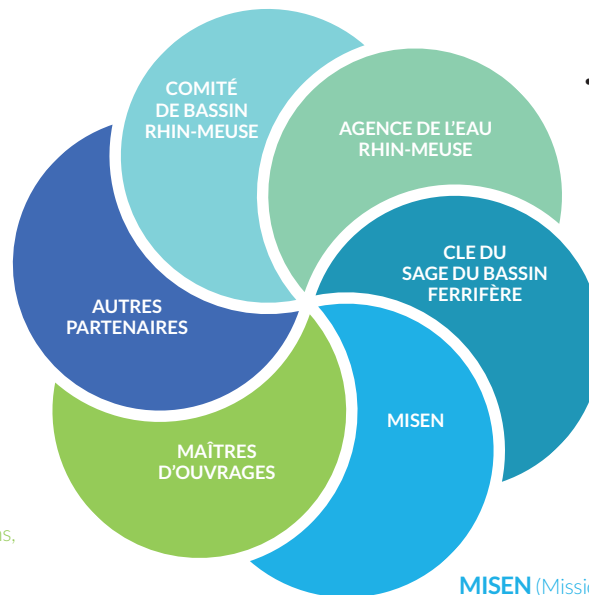 COMITÉ
DE BASSIN
RHIN-MEUSE
AGENCE DE L'EAU
RHIN-MEUSE
CLE DU
SAGE DU BASSIN
FERRIFÈRE
AUTRES
PARTENAIRES
MISEN
MAÎTRES
D'OUVRAGES
MISEN